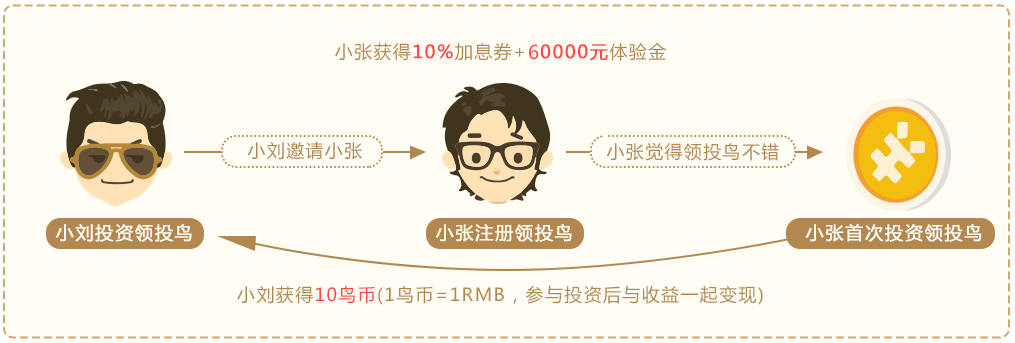 小张获得10%加息券+60000元体验金
小刘邀请小张
小张觉得领投鸟不错
小刘投资领投鸟
小张注册领投鸟
小张首次投资领投鸟
小刘获得10鸟币(1鸟币=1RMB，参与投资后与收益一起变现)